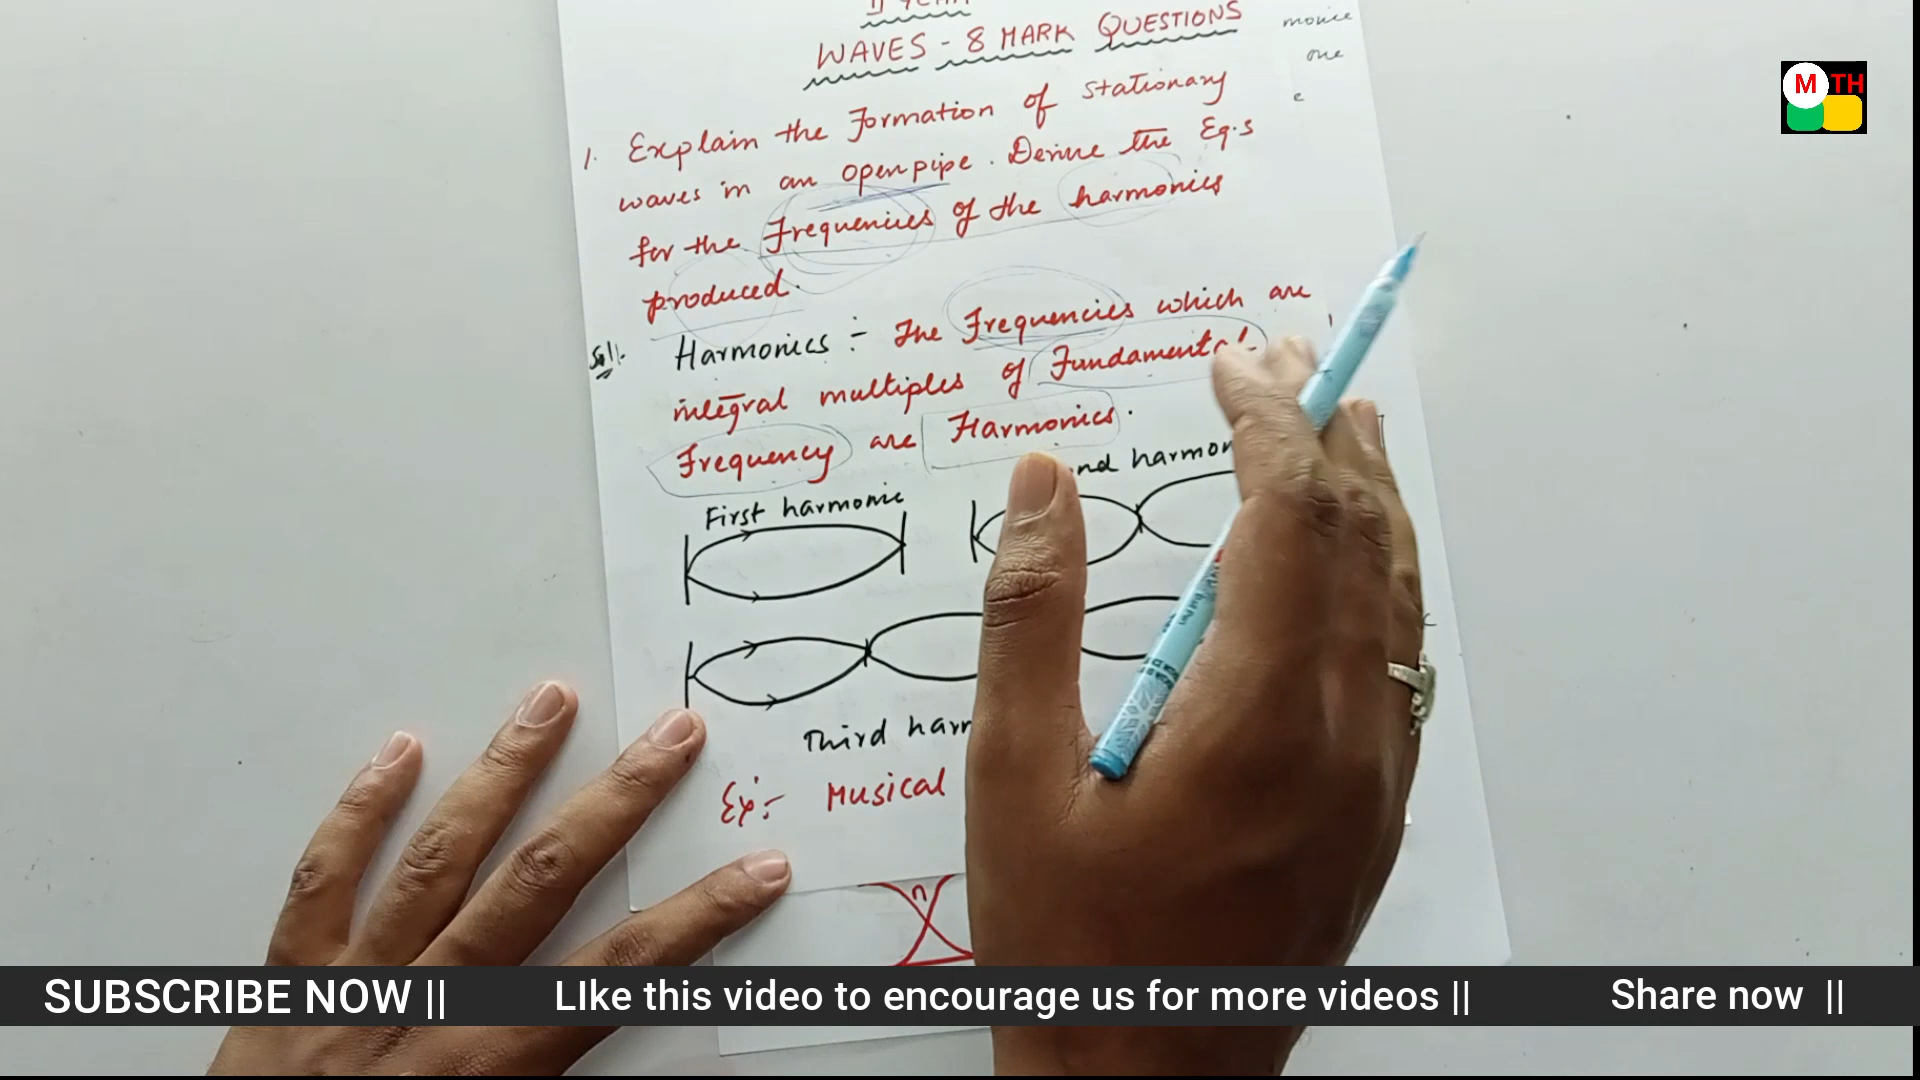 WAVES - 8 MARK QUESTIONS
1. Explain the Formation of stationary
waves in an open pipe. Derive the Eq.s
for the Frequencies of the harmonics
produced.
Sol:- Harmonics :- The Frequencies which are
integral multiples of Fundamental
Frequency are Harmonics.
First harmonic
harmon
Third harm
Ex:- Musical
n
monic
one
e
M TH
SUBSCRIBE NOW || LIke this video to encourage us for more videos || Share now ||